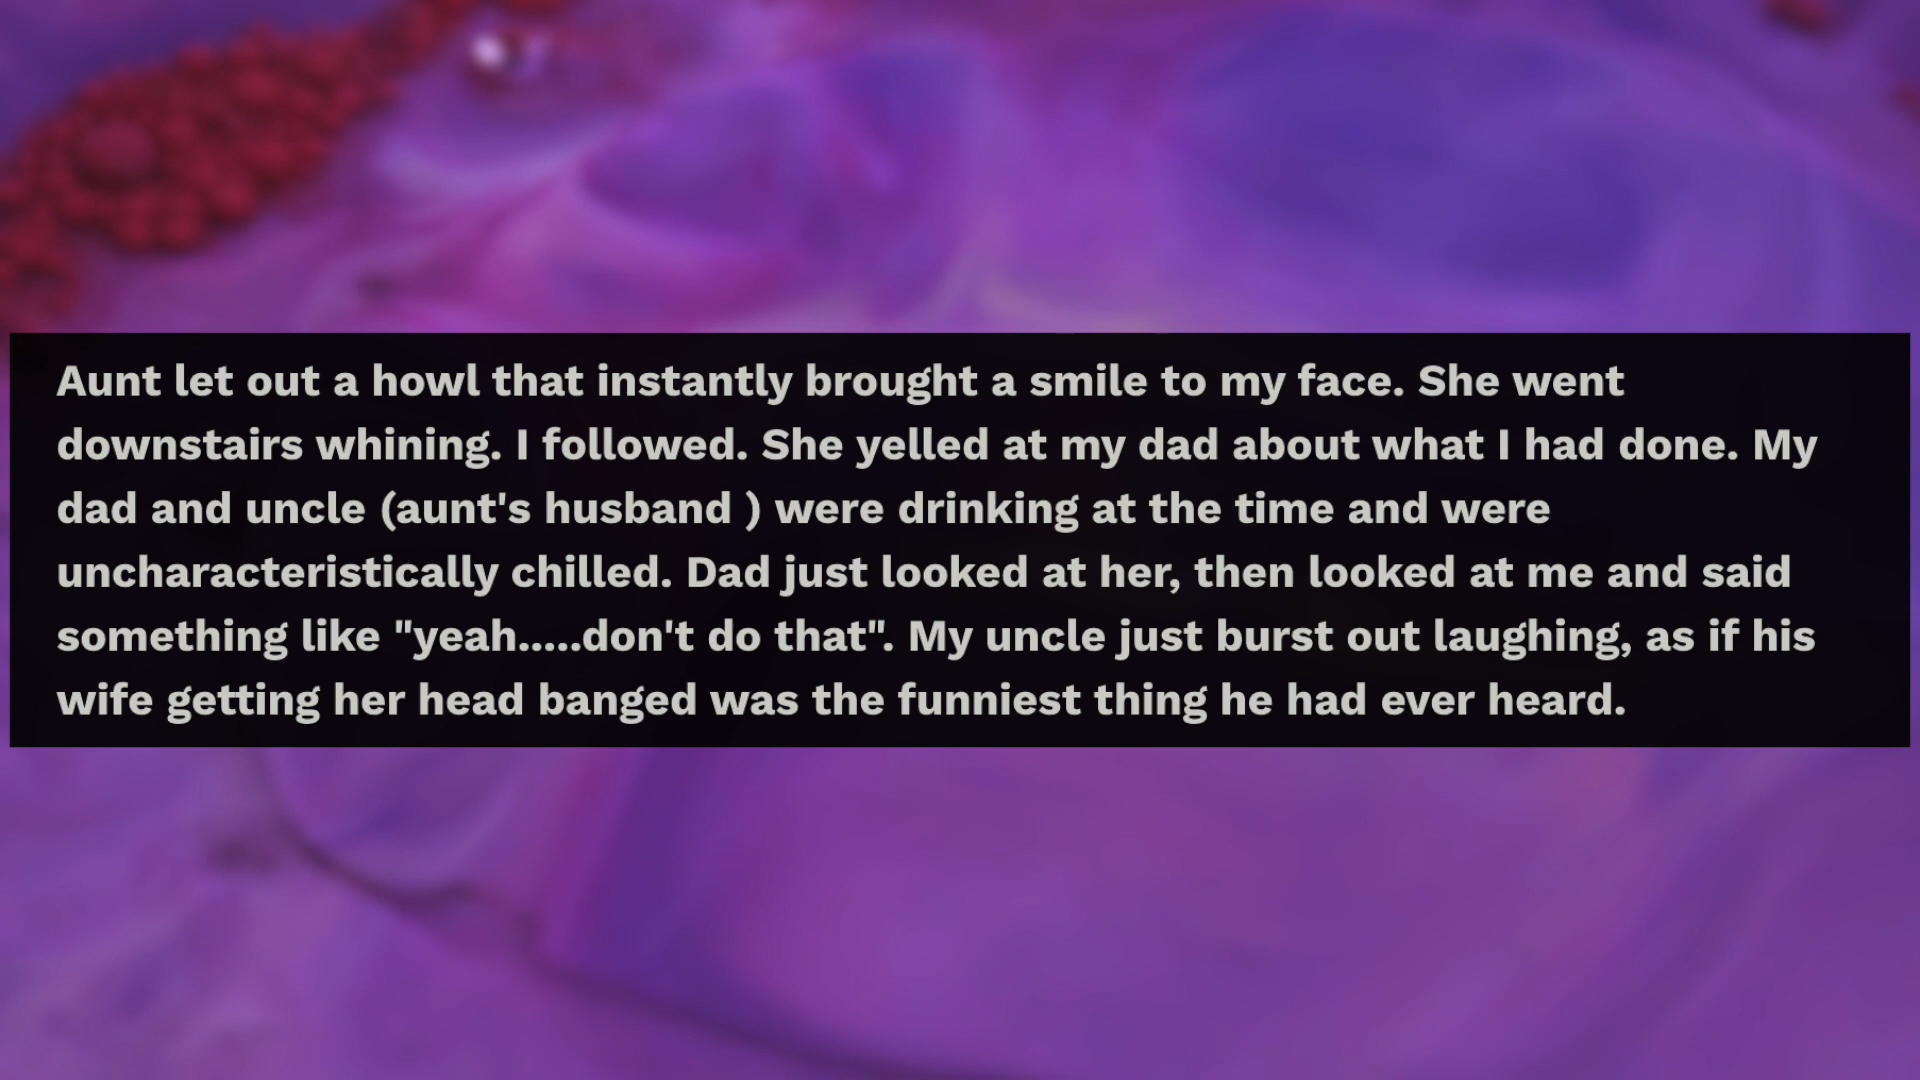 Aunt let out a howl that instantly brought a smile to my face. She went
downstairs whining. I followed. She yelled at my dad about what I had done. My
dad and uncle (aunt's husband ) were drinking at the time and were
uncharacteristically chilled. Dad just looked at her, then looked at me and said
something like "yeah.....don't do that". My uncle just burst out laughing, as if his
wife getting her head banged was the funniest thing he had ever heard.